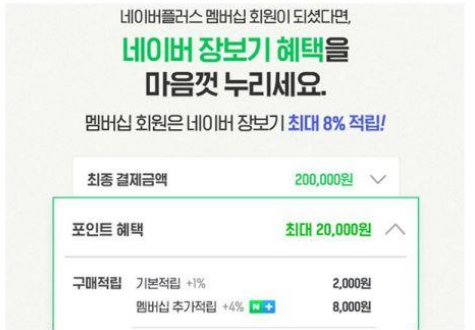 네이버플러스 멤버십 회원이 되셨다면,
네이버 장보기 혜택을
마음껏 누리세요.
멤버십 회원은 네이버 장보기 최대 8% 적립!
최종 결제금액 200,000원
포인트 혜택 최대 20,000원
구매적립 기본적립 +1% 2,000원
멤버십 추가적립 +4% N + 8,000원